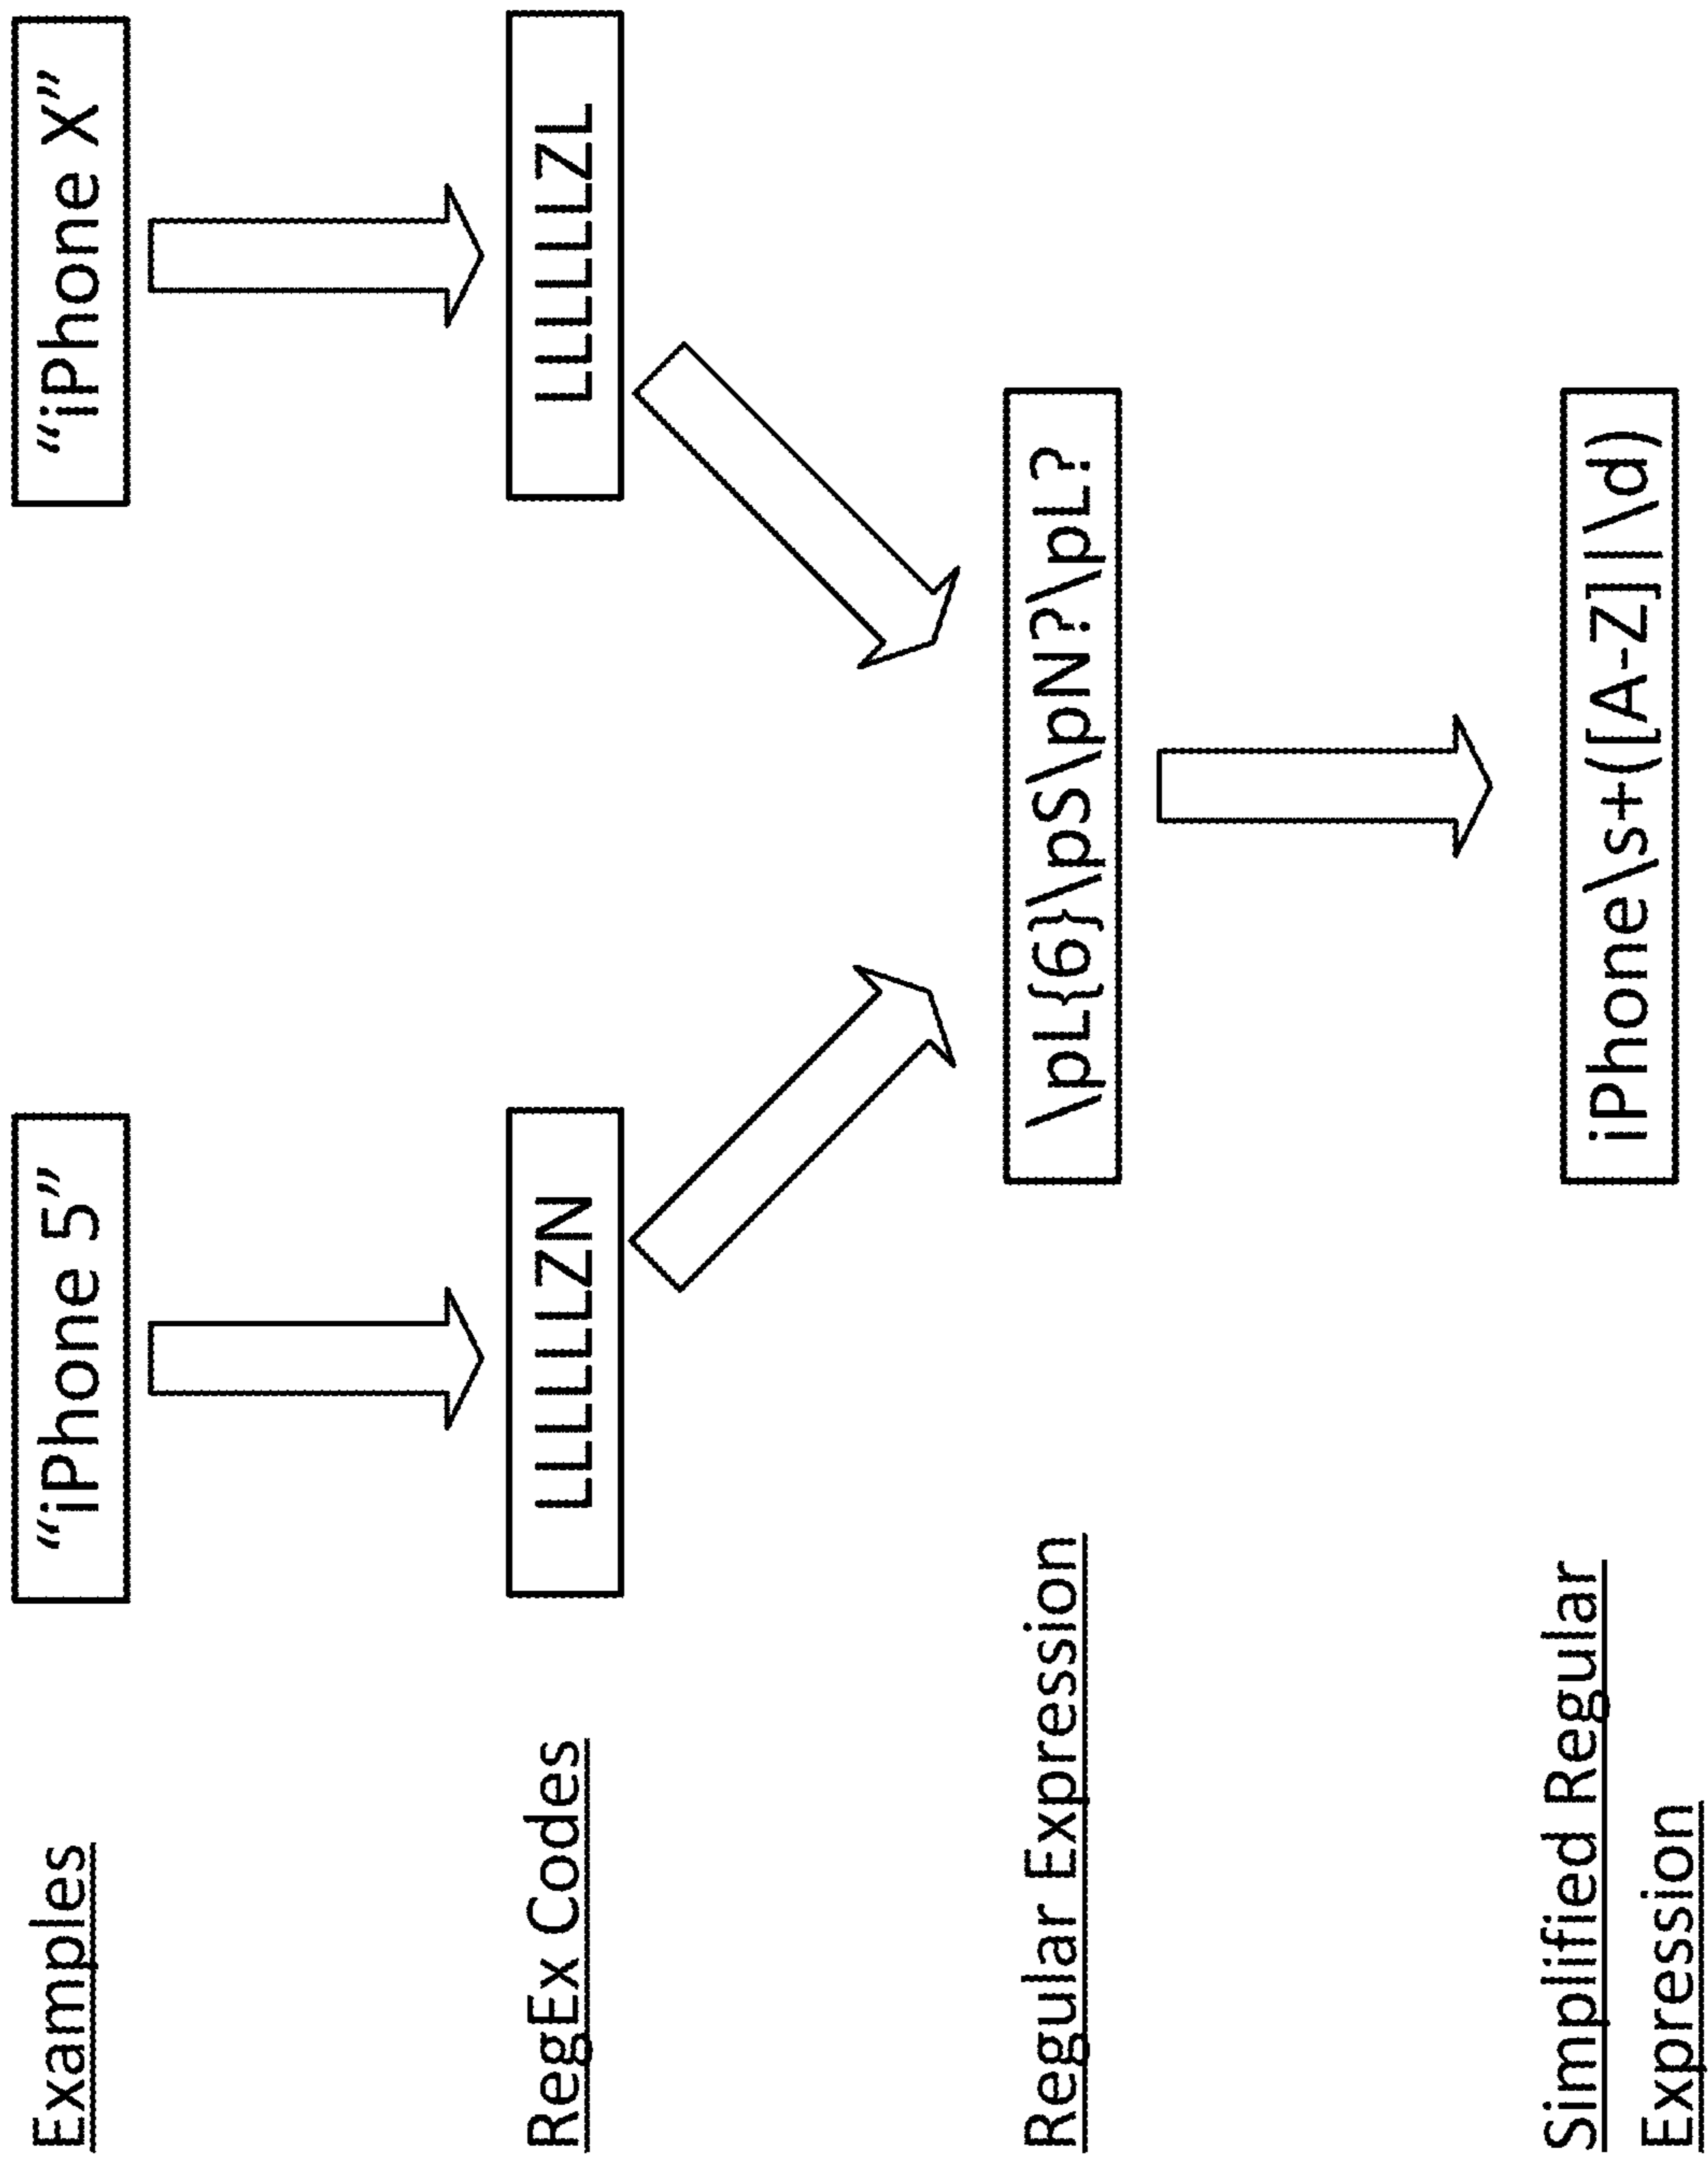 Examples
“iPhone 5”
“iPhone X”
RegEx Codes
LLLLLLZN
LLLLLLZL
Regular Expression
\pL{6}\pS\pN?\pL?
Simplified Regular
Expression
iPhone\s+([A-Z]|\d)